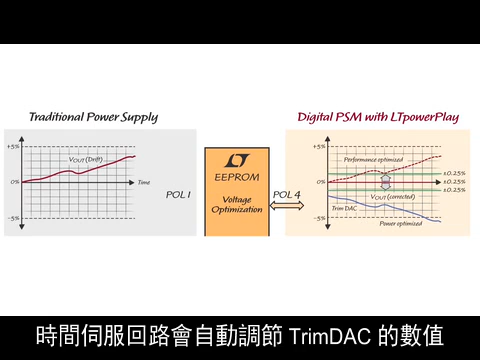 Traditional Power Supply
Digital PSM with LTpowerPlay
+5%
0%
-5%
VOUT (Drift)
Time
POL 1
EEPROM
Voltage
Optimization
POL 4
+5%
0%
-5%
Performance optimized
±0.25%
±0.25%
±0.25%
VOUT (corrected)
Trim DAC
Power optimized
時間伺服回路會自動調節 TrimDAC 的數值